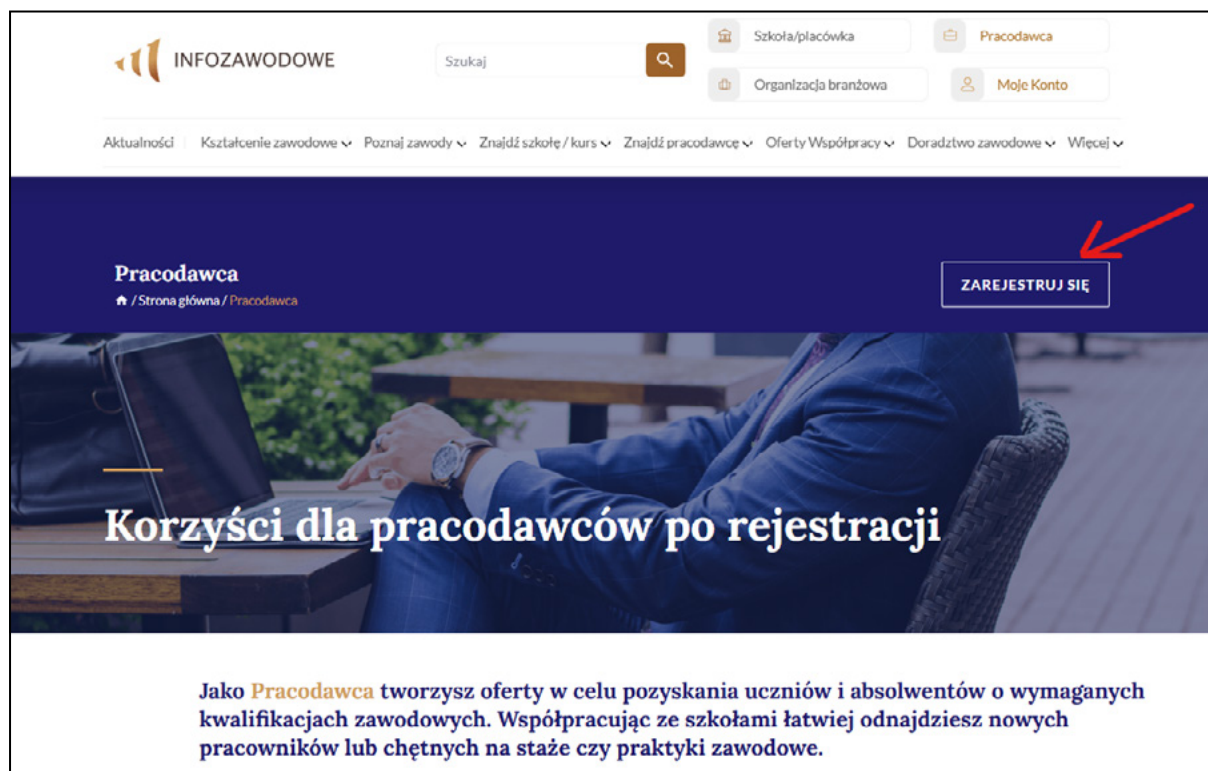 INFOZAWODOWE
Szukaj
Szkoła/placówka
Pracodawca
Organizacja branżowa
Moje Konto
Aktualności Kształcenie zawodowe Poznaj zawody Znajdź szkołę / kurs Znajdź pracodawcę Oferty Współpracy Doradztwo zawodowe Więcej
Pracodawca
/ Strona główna / Pracodawca
ZAREJESTRUJ SIĘ
Korzyści dla pracodawców po rejestracji
Jako Pracodawca tworzysz oferty w celu pozyskania uczniów i absolwentów o wymaganych
kwalifikacjach zawodowych. Współpracując ze szkołami łatwiej odnajdziesz nowych
pracowników lub chętnych na staże czy praktyki zawodowe.